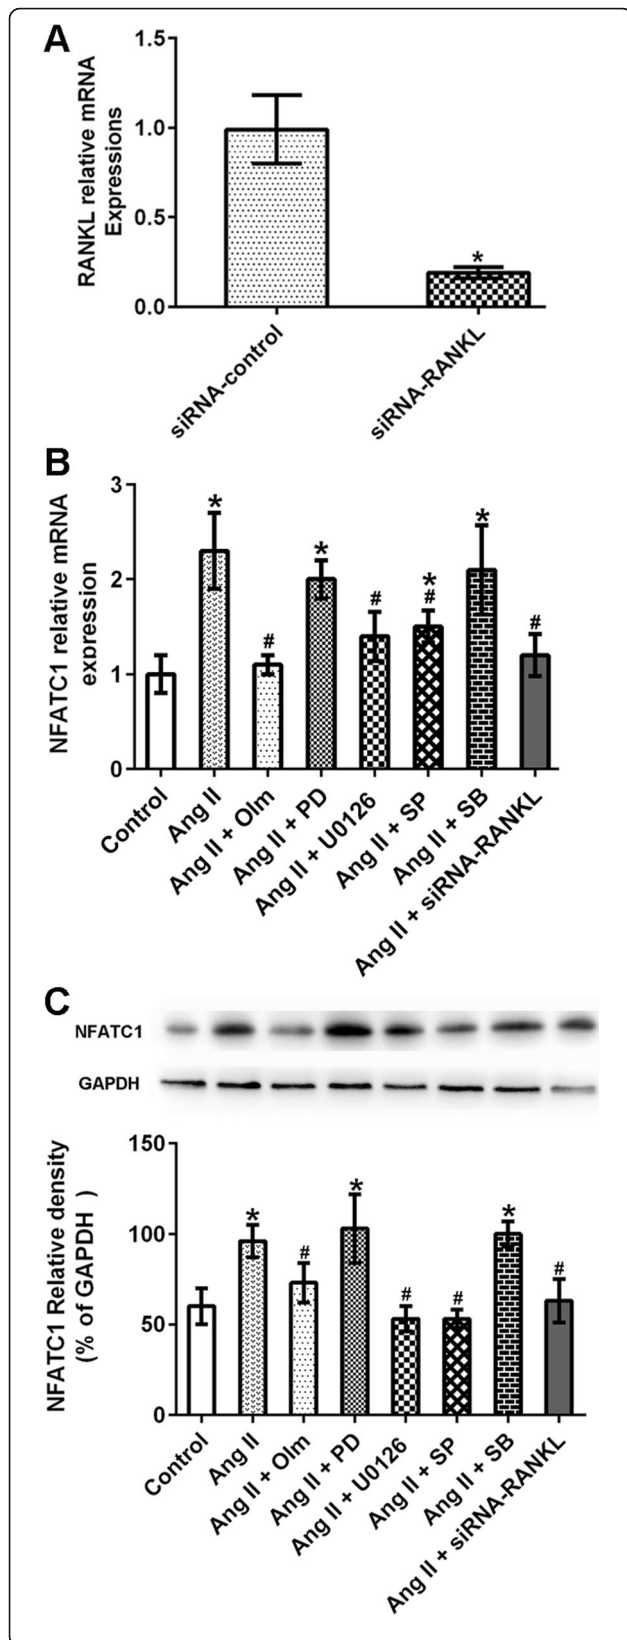 A
RANKL relative mRNA
Expressions
1.5
1.0
0.5
0.0
*
siRNA-control
siRNA-RANKL
B
NFATC1 relative mRNA
expression
3
2
1
0
*
#
*
#
*
#
*
#
Control
Ang II
Ang II + Olm
Ang II + PD
Ang II + U0126
Ang II + SP
Ang II + SB
Ang II + siRNA-RANKL
C
NFATC1
GAPDH
NFATC1 Relative density
(% of GAPDH )
150
100
50
0
*
#
*
#
#
*
#
Control
Ang II
Ang II + Olm
Ang II + PD
Ang II + U0126
Ang II + SP
Ang II + SB
Ang II + siRNA-RANKL